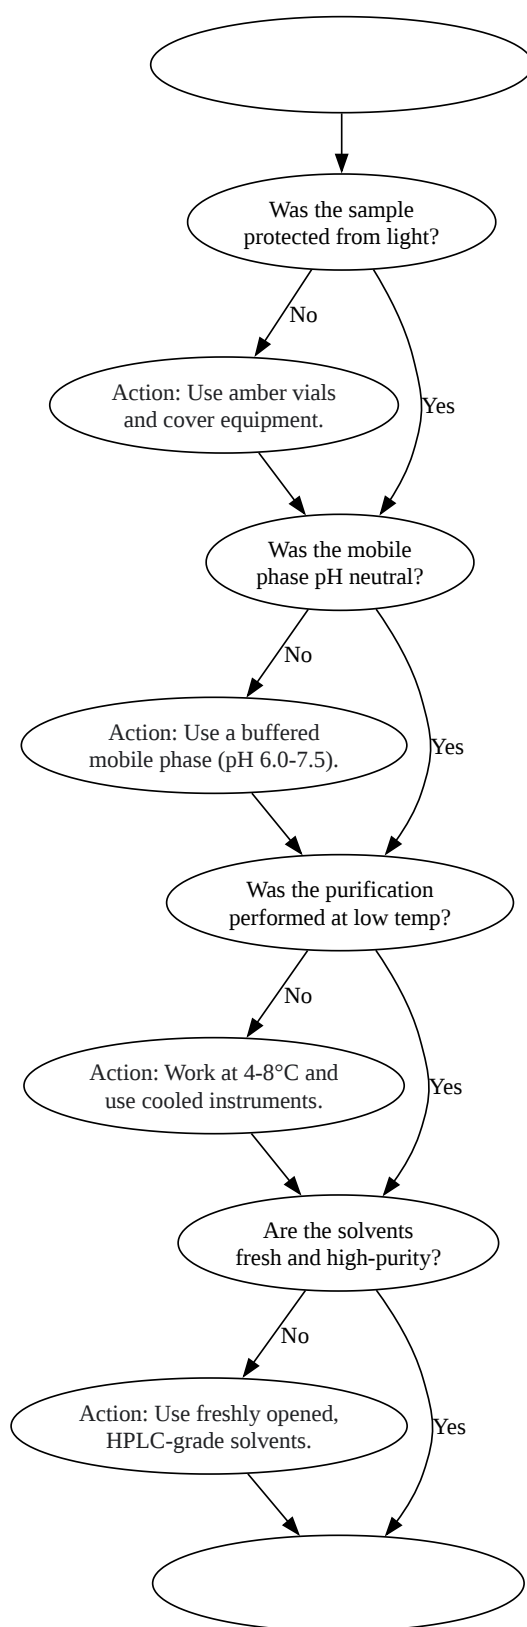 Was the sample
protected from light?
No
Action: Use amber vials
and cover equipment.
Yes
Was the mobile
phase pH neutral?
No
Action: Use a buffered
mobile phase (pH 6.0-7.5).
Yes
Was the purification
performed at low temp?
No
Action: Work at 4-8°C and
use cooled instruments.
Yes
Are the solvents
fresh and high-purity?
No
Action: Use freshly opened,
HPLC-grade solvents.
Yes